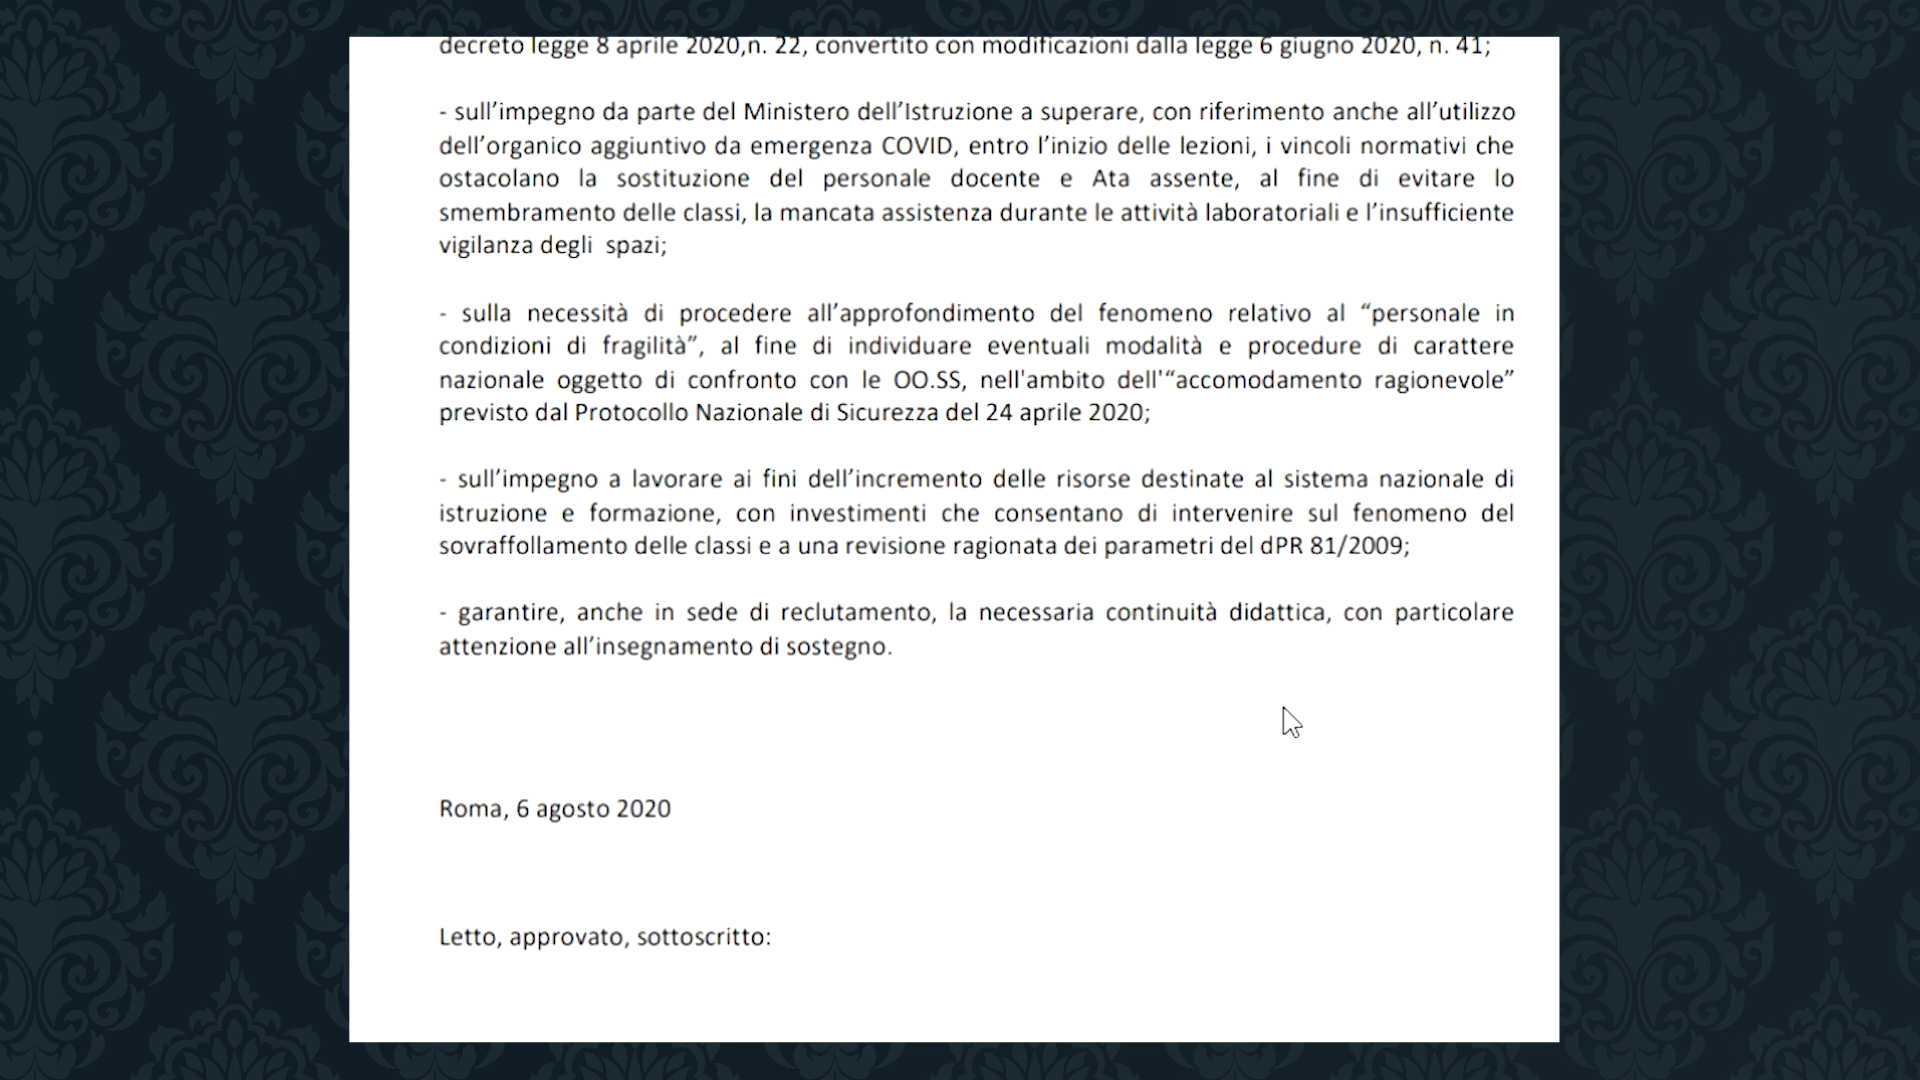 decreto legge 8 aprile 2020,n. 22, convertito con modificazioni dalla legge 6 giugno 2020, n. 41;
- sull’impegno da parte del Ministero dell’Istruzione a superare, con riferimento anche all’utilizzo
dell’organico aggiuntivo da emergenza COVID, entro l’inizio delle lezioni, i vincoli normativi che
ostacolano la sostituzione del personale docente e Ata assente, al fine di evitare lo
smembramento delle classi, la mancata assistenza durante le attività laboratoriali e l’insufficiente
vigilanza degli  spazi;
- sulla necessità di procedere all’approfondimento del fenomeno relativo al “personale in
condizioni di fragilità”, al fine di individuare eventuali modalità e procedure di carattere
nazionale oggetto di confronto con le OO.SS, nell'ambito dell'“accomodamento ragionevole”
previsto dal Protocollo Nazionale di Sicurezza del 24 aprile 2020;
- sull’impegno a lavorare ai fini dell’incremento delle risorse destinate al sistema nazionale di
istruzione e formazione, con investimenti che consentano di intervenire sul fenomeno del
sovraffollamento delle classi e a una revisione ragionata dei parametri del dPR 81/2009;
- garantire, anche in sede di reclutamento, la necessaria continuità didattica, con particolare
attenzione all’insegnamento di sostegno.
Roma, 6 agosto 2020
Letto, approvato, sottoscritto: